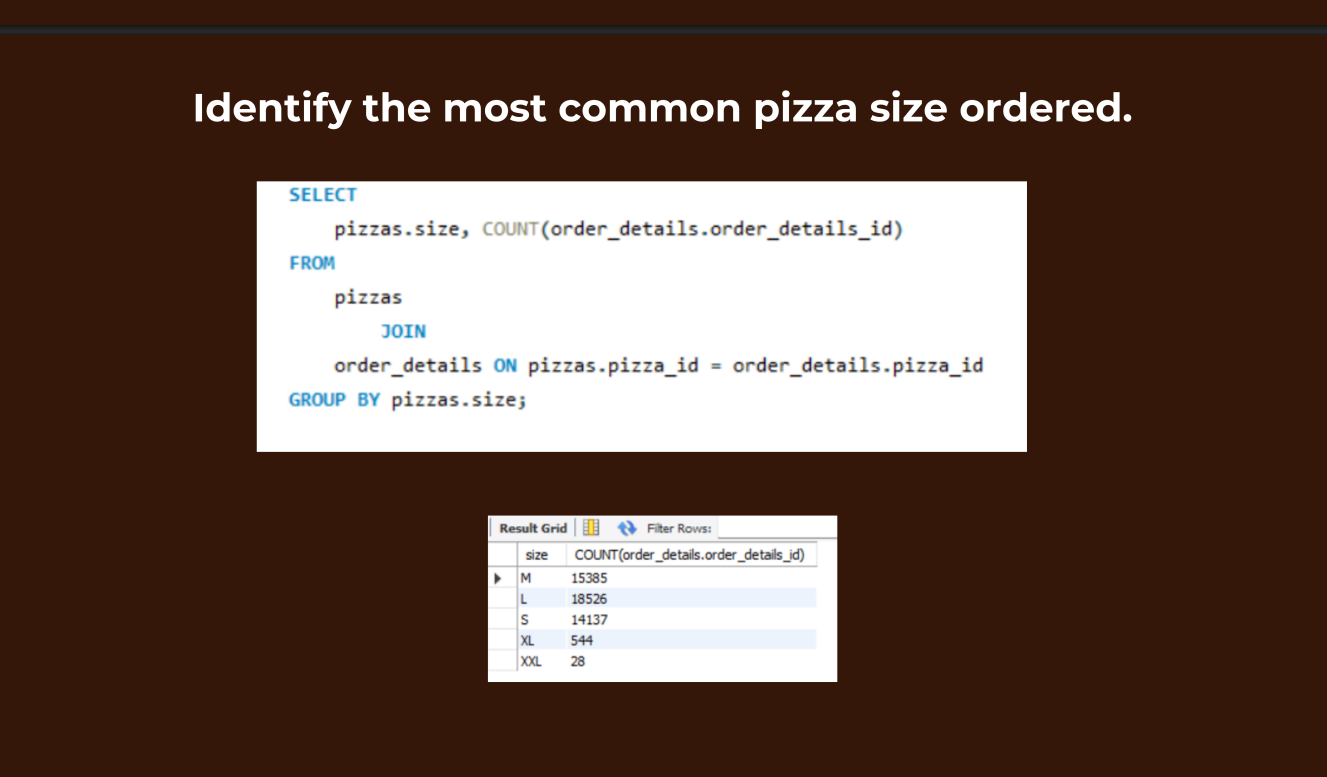 Identify the most common pizza size ordered.
SELECT
pizzas.size, COUNT(order_details.order_details_id)
FROM
pizzas
JOIN
order_details ON pizzas.pizza_id = order_details.pizza_id
GROUP BY pizzas.size;
Result Grid Filter Rows:
size COUNT(order_details.order_details_id)
M 15385
L 18526
S 14137
XL 544
XXL 28